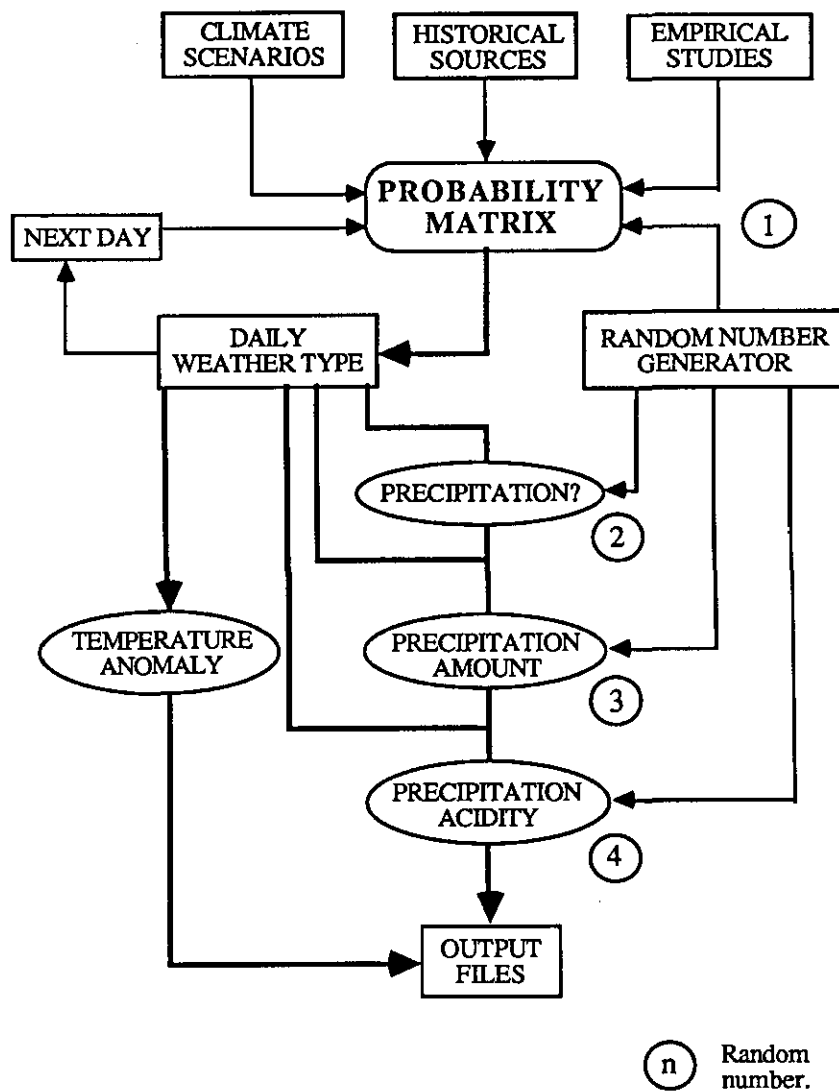 CLIMATE
SCENARIOS
HISTORICAL
SOURCES
EMPIRICAL
STUDIES
PROBABILITY
MATRIX
1
NEXT DAY
DAILY
WEATHER TYPE
RANDOM NUMBER
GENERATOR
PRECIPITATION?
2
TEMPERATURE
ANOMALY
PRECIPITATION
AMOUNT
3
PRECIPITATION
ACIDITY
4
OUTPUT
FILES
n
Random
number.